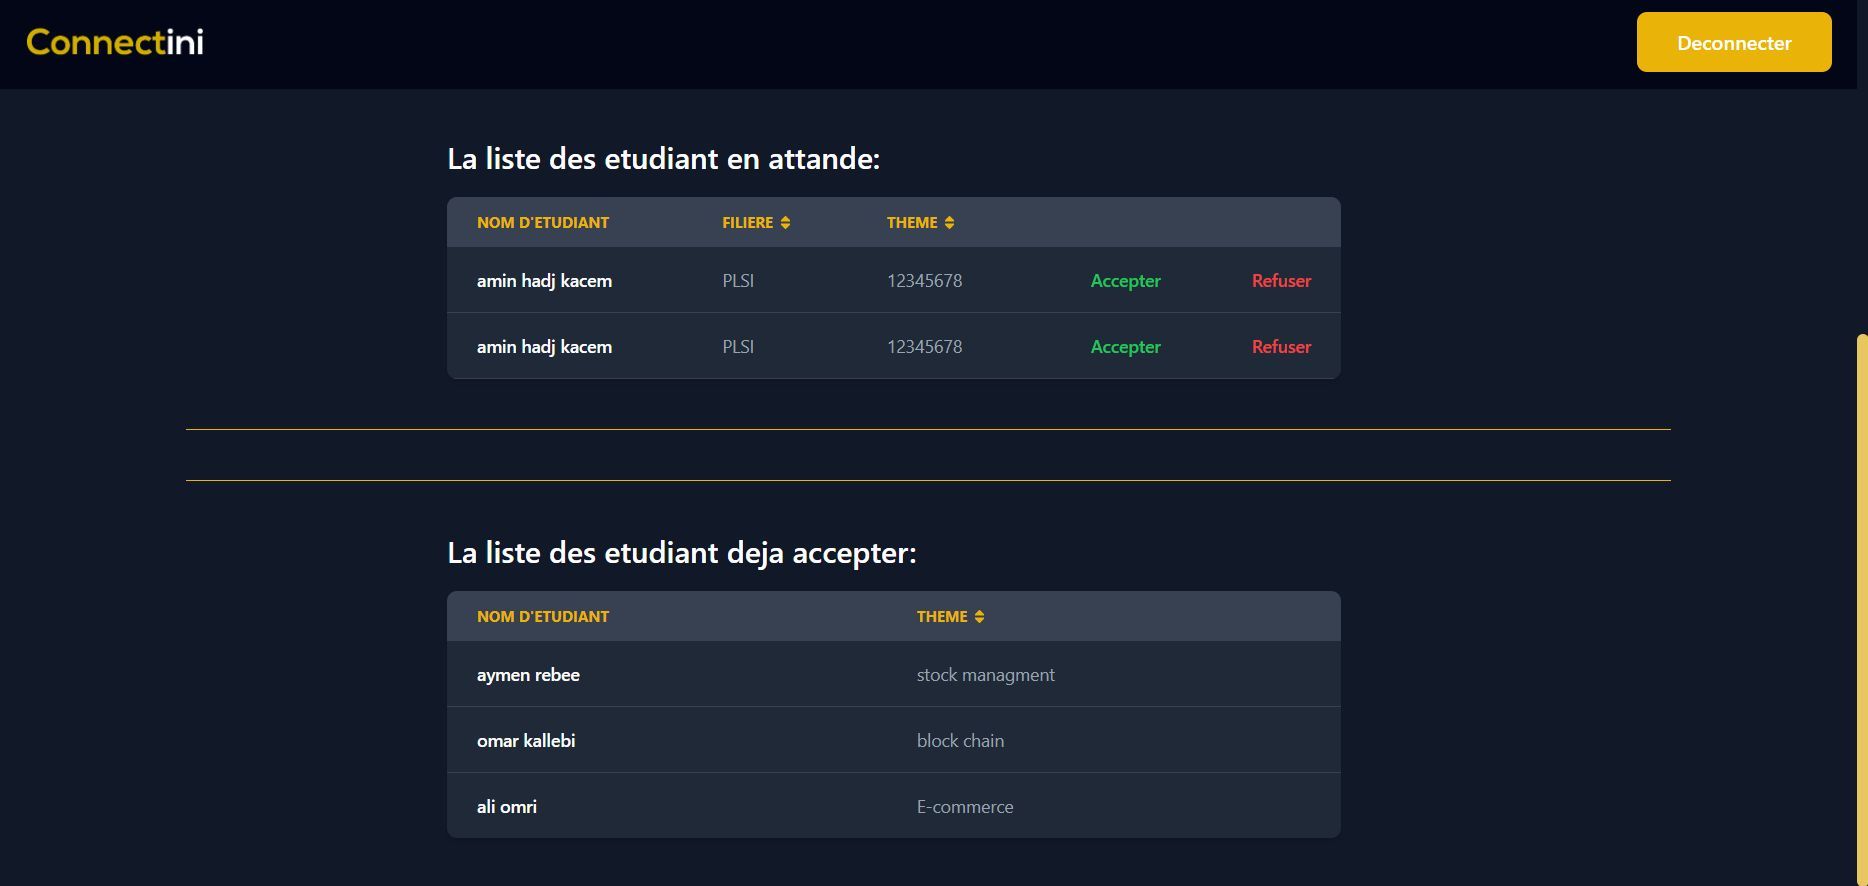 Connectini
Deconnecter
La liste des etudiant en attande:
NOM D'ETUDIANT FILIERE THEME
amin hadj kacem PLSI 12345678 Accepter Refuser
amin hadj kacem PLSI 12345678 Accepter Refuser
La liste des etudiant deja accepter:
NOM D'ETUDIANT THEME
aymen rebee stock managment
omar kallebi block chain
ali omri E-commerce